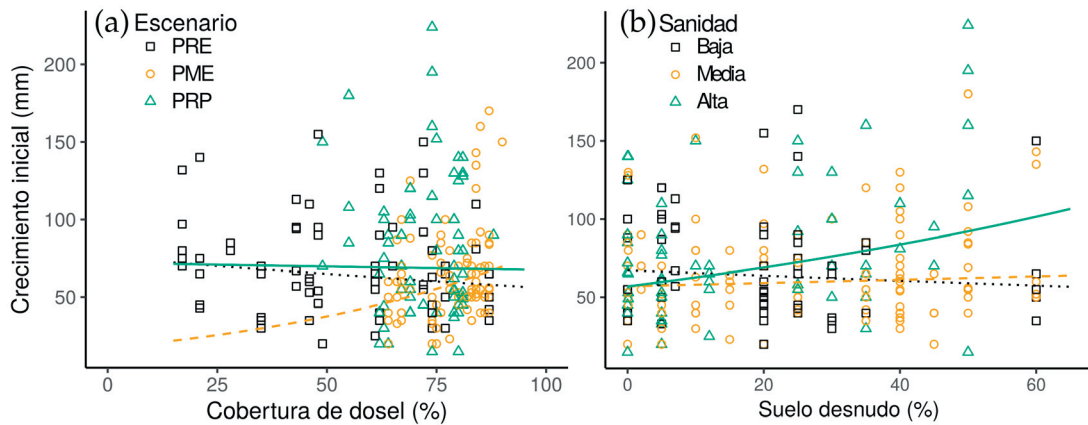 (a) Escenario
PRE
PME
PRP
Crecimiento inicial (mm)
200
150
100
50
0
25
50
75
100
Cobertura de dosel (%)
(b) Sanidad
Baja
Media
Alta
200
150
100
50
0
20
40
60
Suelo desnudo (%)